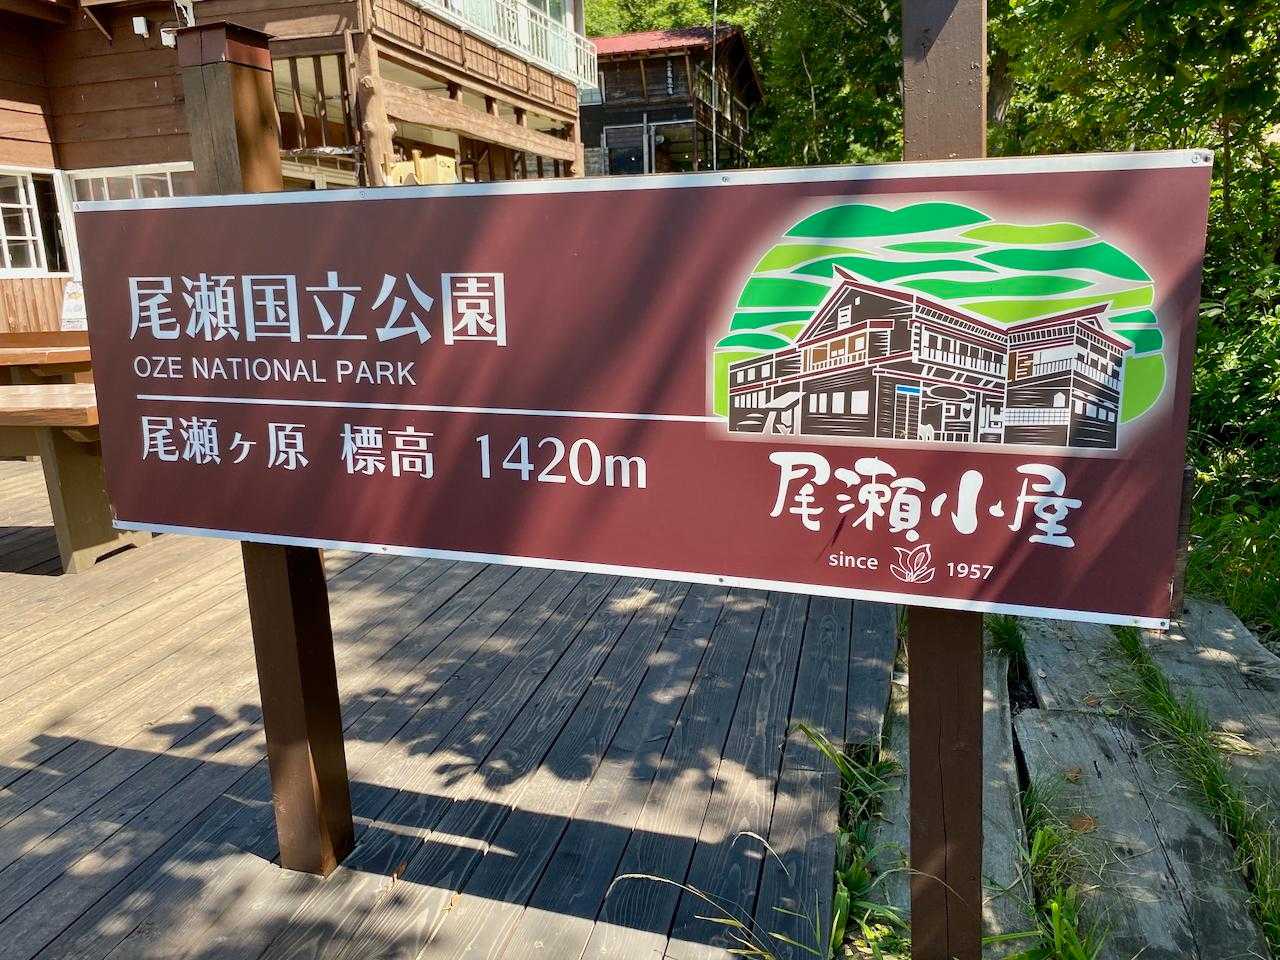 尾瀬国立公園
OZE NATIONAL PARK
尾瀬ヶ原 標高 1420m
尾瀬小屋
since 1957